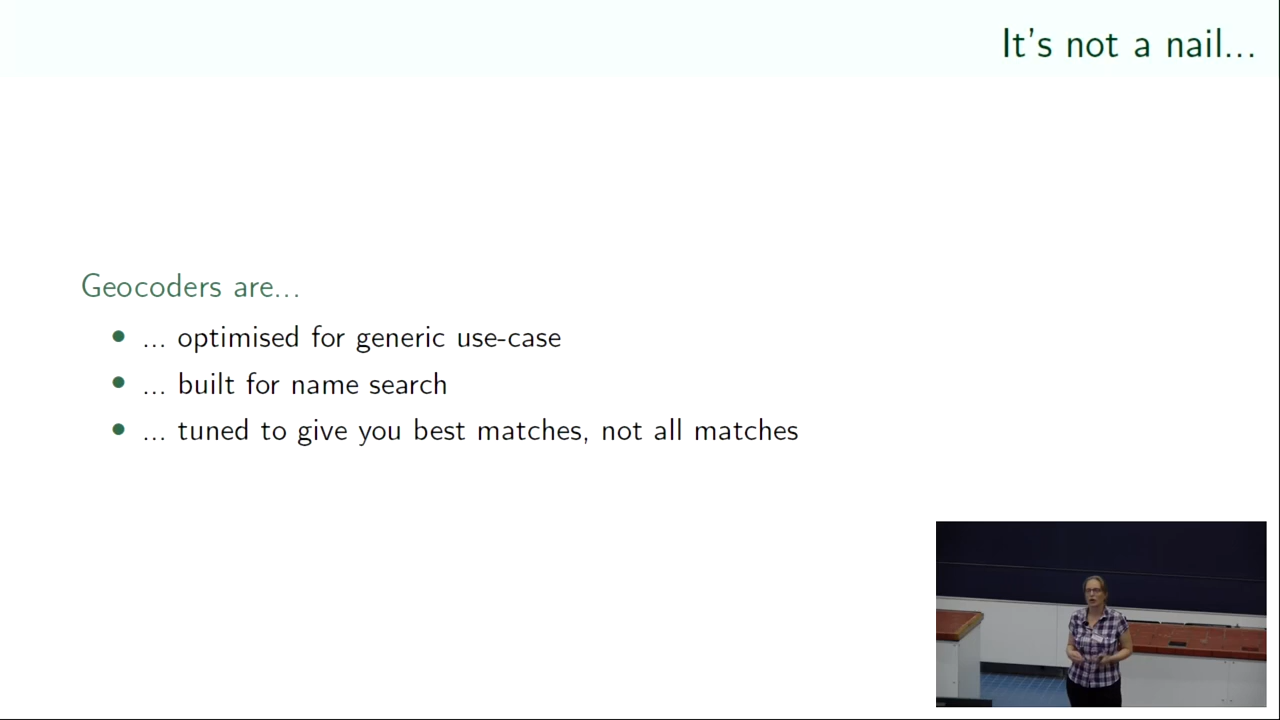 It's not a nail...
Geocoders are...
... optimised for generic use-case
... built for name search
... tuned to give you best matches, not all matches